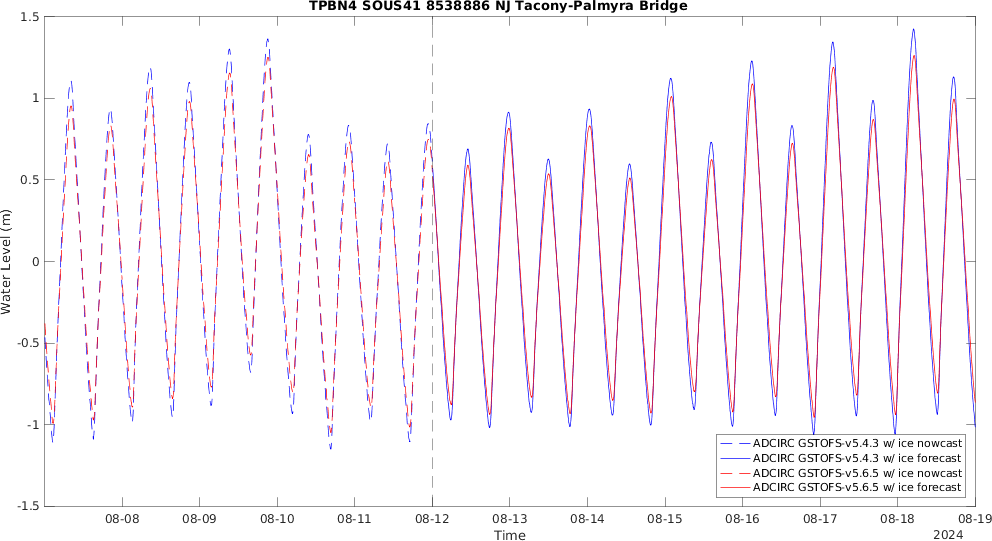 TPBN4 SOUS41 8538886 NJ Tacony-Palmyra Bridge
1.5
1
0.5
0
-0.5
-1
-1.5
Water Level (m)
ADCIRC GSTOFS-v5.4.3 w/ ice nowcast
ADCIRC GSTOFS-v5.4.3 w/ ice forecast
ADCIRC GSTOFS-v5.6.5 w/ ice nowcast
ADCIRC GSTOFS-v5.6.5 w/ ice forecast
08-08 08-09 08-10 08-11 08-12 08-13 08-14 08-15 08-16 08-17 08-18 08-19
Time
2024